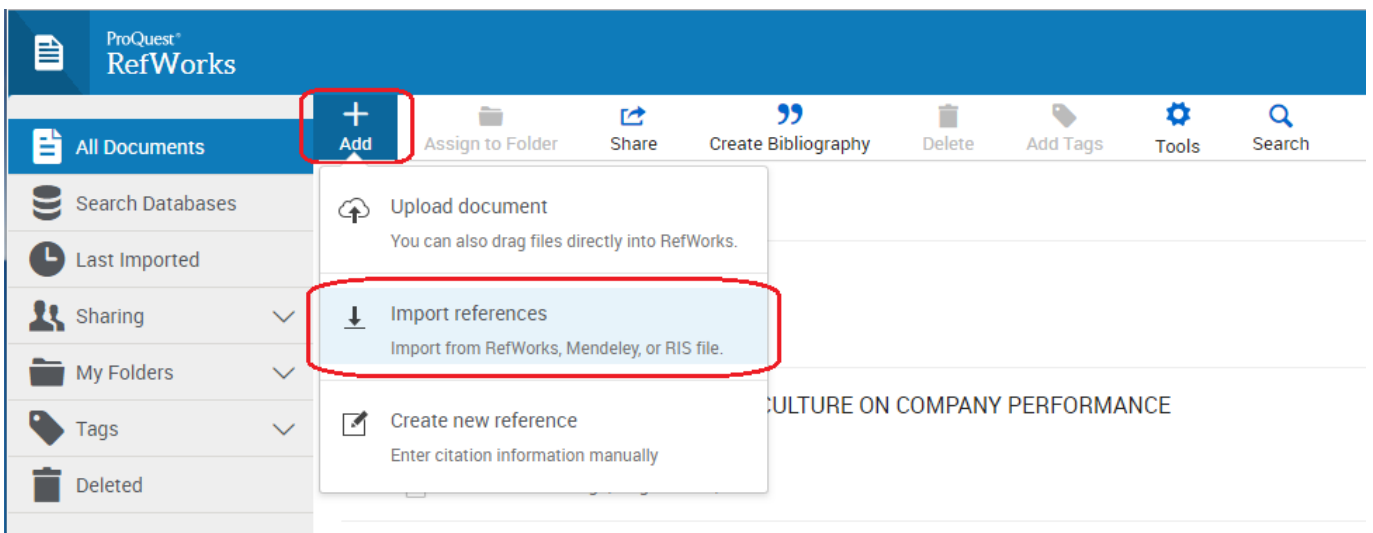 ProQuest®
RefWorks
Add
Assign to Folder
Share
Create Bibliography
Delete
Add Tags
Tools
Search
All Documents
Search Databases
Last Imported
Sharing
My Folders
Tags
Deleted
Upload document
You can also drag files directly into RefWorks.
Import references
Import from RefWorks, Mendeley, or RIS file.
Create new reference
Enter citation information manually
CULTURE ON COMPANY PERFORMANCE